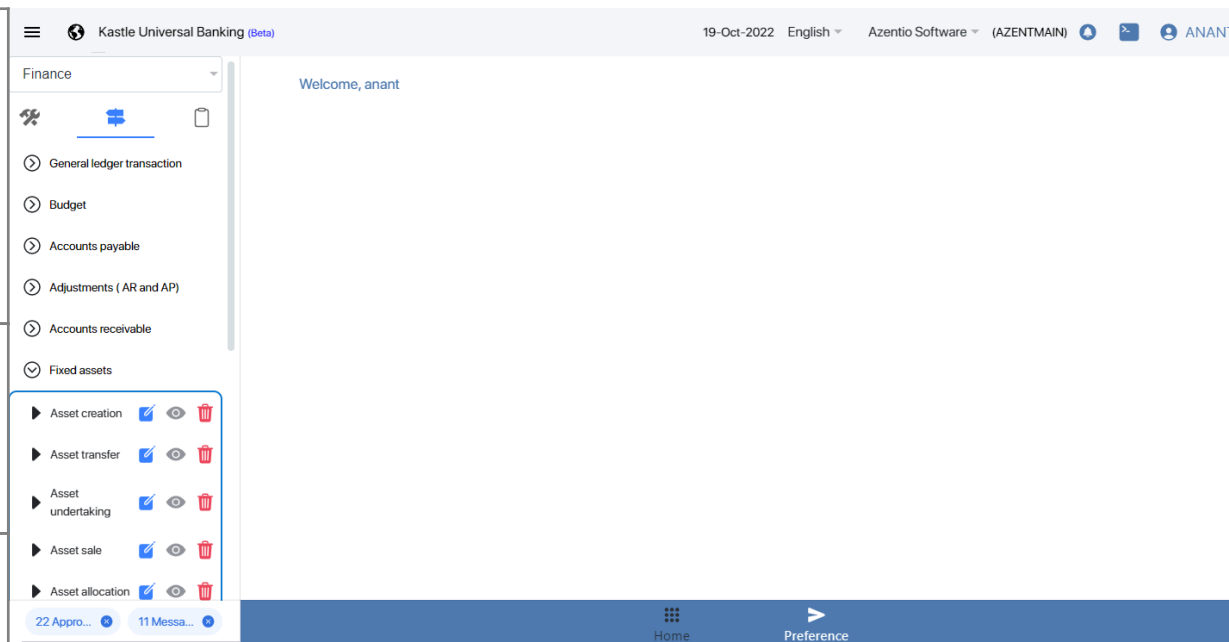 Kastle Universal Banking (Beta)
19-Oct-2022 English Azentio Software (AZENTMAIN) ANANT
Finance
Welcome, anant
General ledger transaction
Budget
Accounts payable
Adjustments ( AR and AP)
Accounts receivable
Fixed assets
Asset creation
Asset transfer
Asset
undertaking
Asset sale
Asset allocation
22 Appro... 11 Messa...
Home Preference